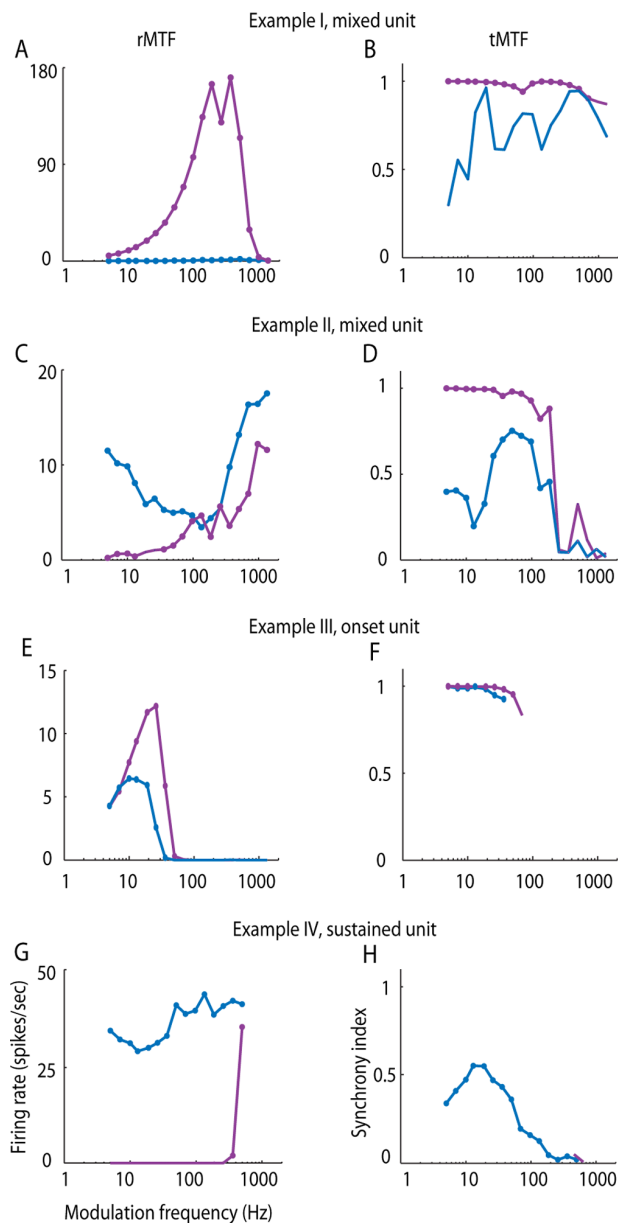 Example I, mixed unit
rMTF
tMTF
A
180
90
0
1 10 100 1000
B
1
0.5
0
1 10 100 1000
Example II, mixed unit
C
20
10
0
1 10 100 1000
D
1
0.5
0
1 10 100 1000
Example III, onset unit
E
15
10
5
0
1 10 100 1000
F
1
0.5
0
1 10 100 1000
Example IV, sustained unit
G
50
25
0
1 10 100 1000
Firing rate (spikes/sec)
Modulation frequency (Hz)
H
1
0.5
0
1 10 100 1000
Synchrony index